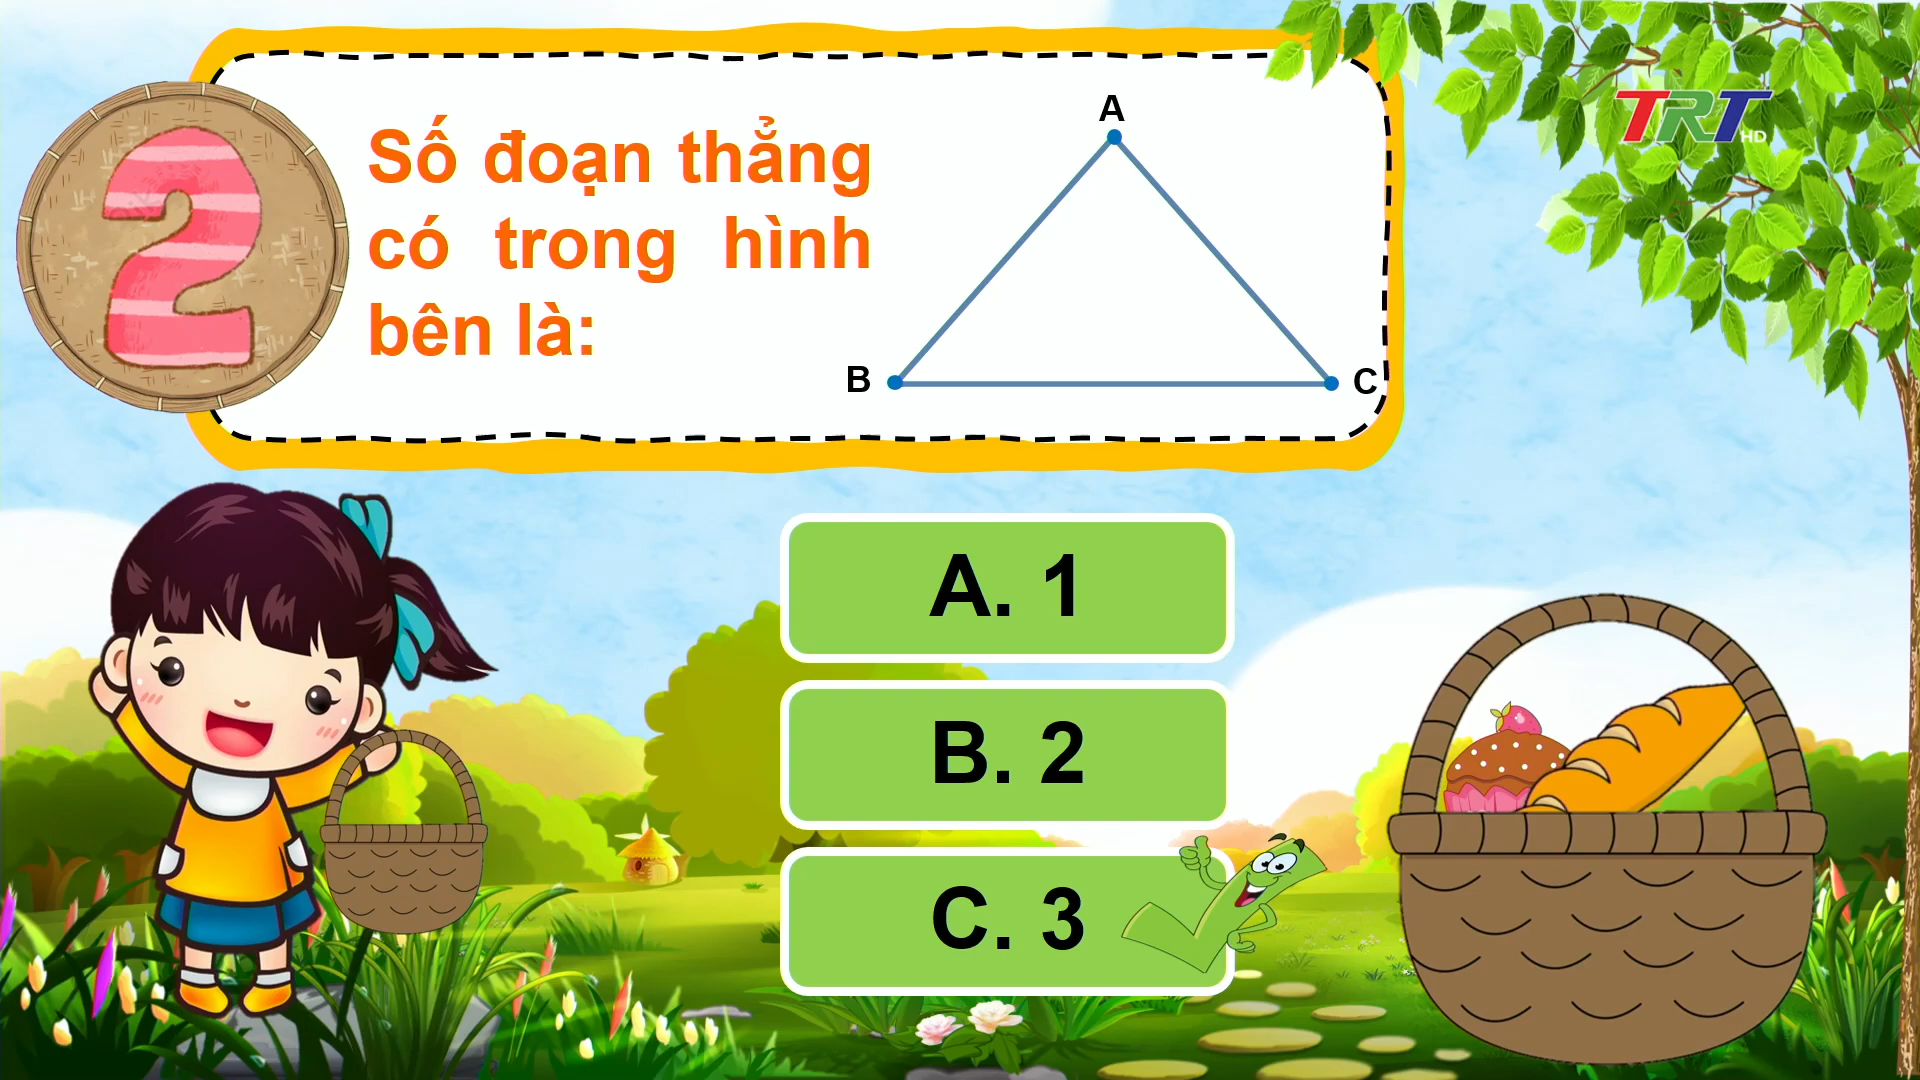 TRT HD
2
Số đoạn thẳng
có trong hình
bên là:
A
B
C
A. 1
B. 2
C. 3